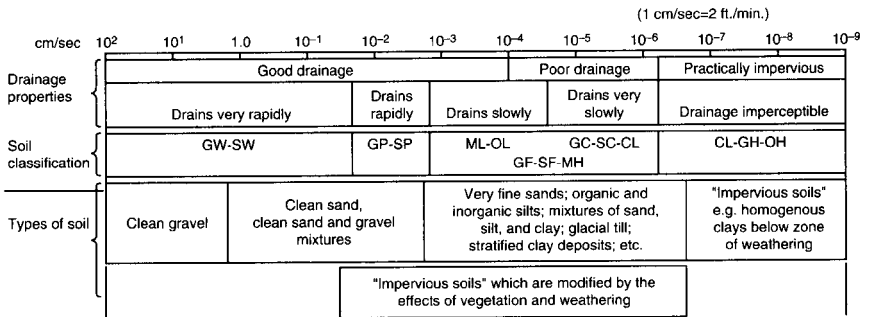 (1 cm/sec=2 ft./min.)
cm/sec 10² 10¹ 1.0 10⁻¹ 10⁻² 10⁻³ 10⁻⁴ 10⁻⁵ 10⁻⁶ 10⁻⁷ 10⁻⁸ 10⁻⁹
Drainage
properties
Good drainage Poor drainage Practically impervious
Drains very rapidly
Drains
rapidly
Drains slowly
Drains very
slowly
Drainage imperceptible
Soil
classification
GW-SW GP-SP ML-OL GC-SC-CL CL-GH-OH
GF-SF-MH
Types of soil
Clean gravel
Clean sand,
clean sand and gravel
mixtures
Very fine sands; organic and
inorganic silts; mixtures of sand,
silt, and clay; glacial till;
stratified clay deposits; etc.
"Impervious soils"
e.g. homogenous
clays below zone
of weathering
"Impervious soils" which are modified by the
effects of vegetation and weathering